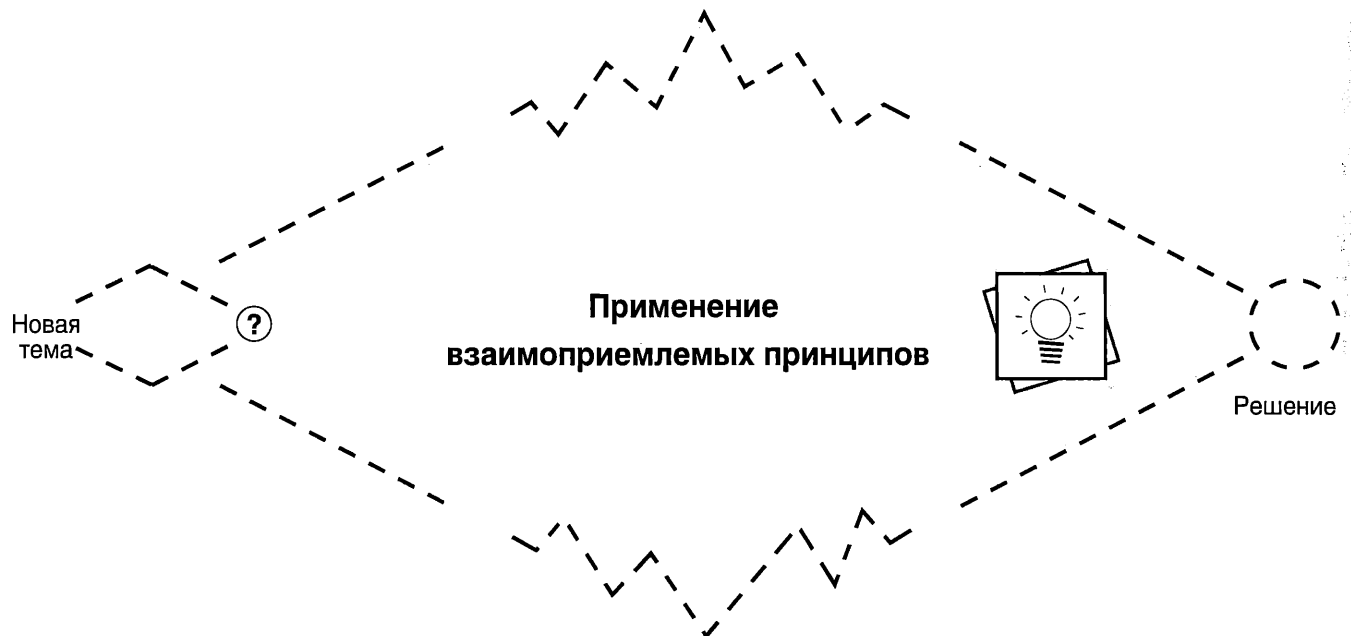 Новая
тема
?
Применение
взаимоприемлемых принципов
Решение